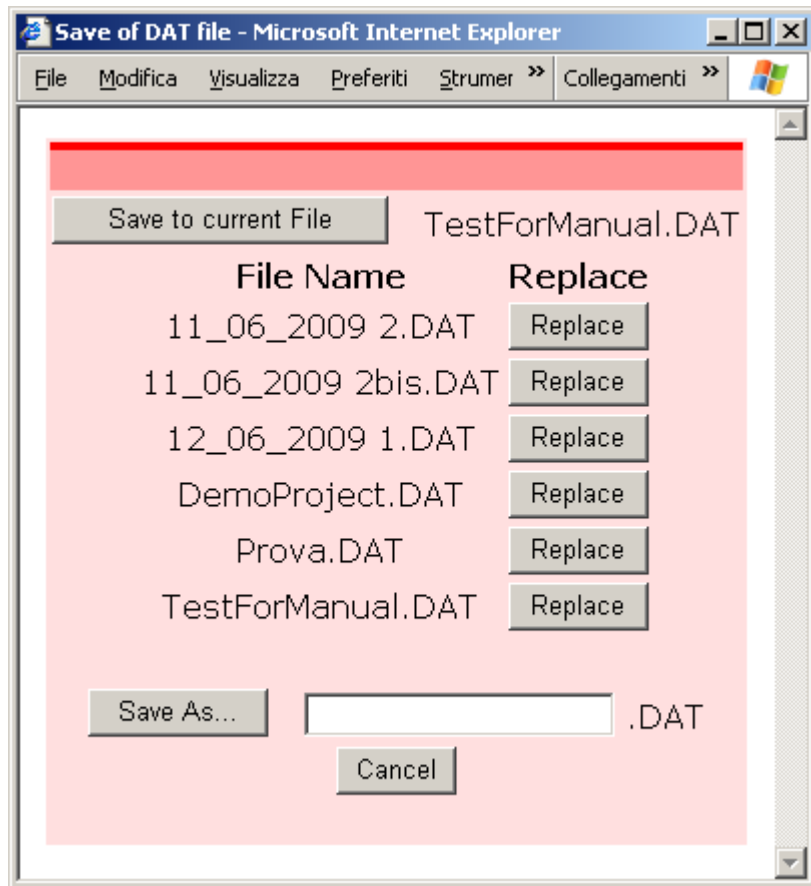 Save of DAT file - Microsoft Internet Explorer
File Modifica Visualizza Preferiti Strumer » Collegamenti »
Save to current File TestForManual.DAT
File Name Replace
11_06_2009 2.DAT Replace
11_06_2009 2bis.DAT Replace
12_06_2009 1.DAT Replace
DemoProject.DAT Replace
Prova.DAT Replace
TestForManual.DAT Replace
Save As... .DAT
Cancel